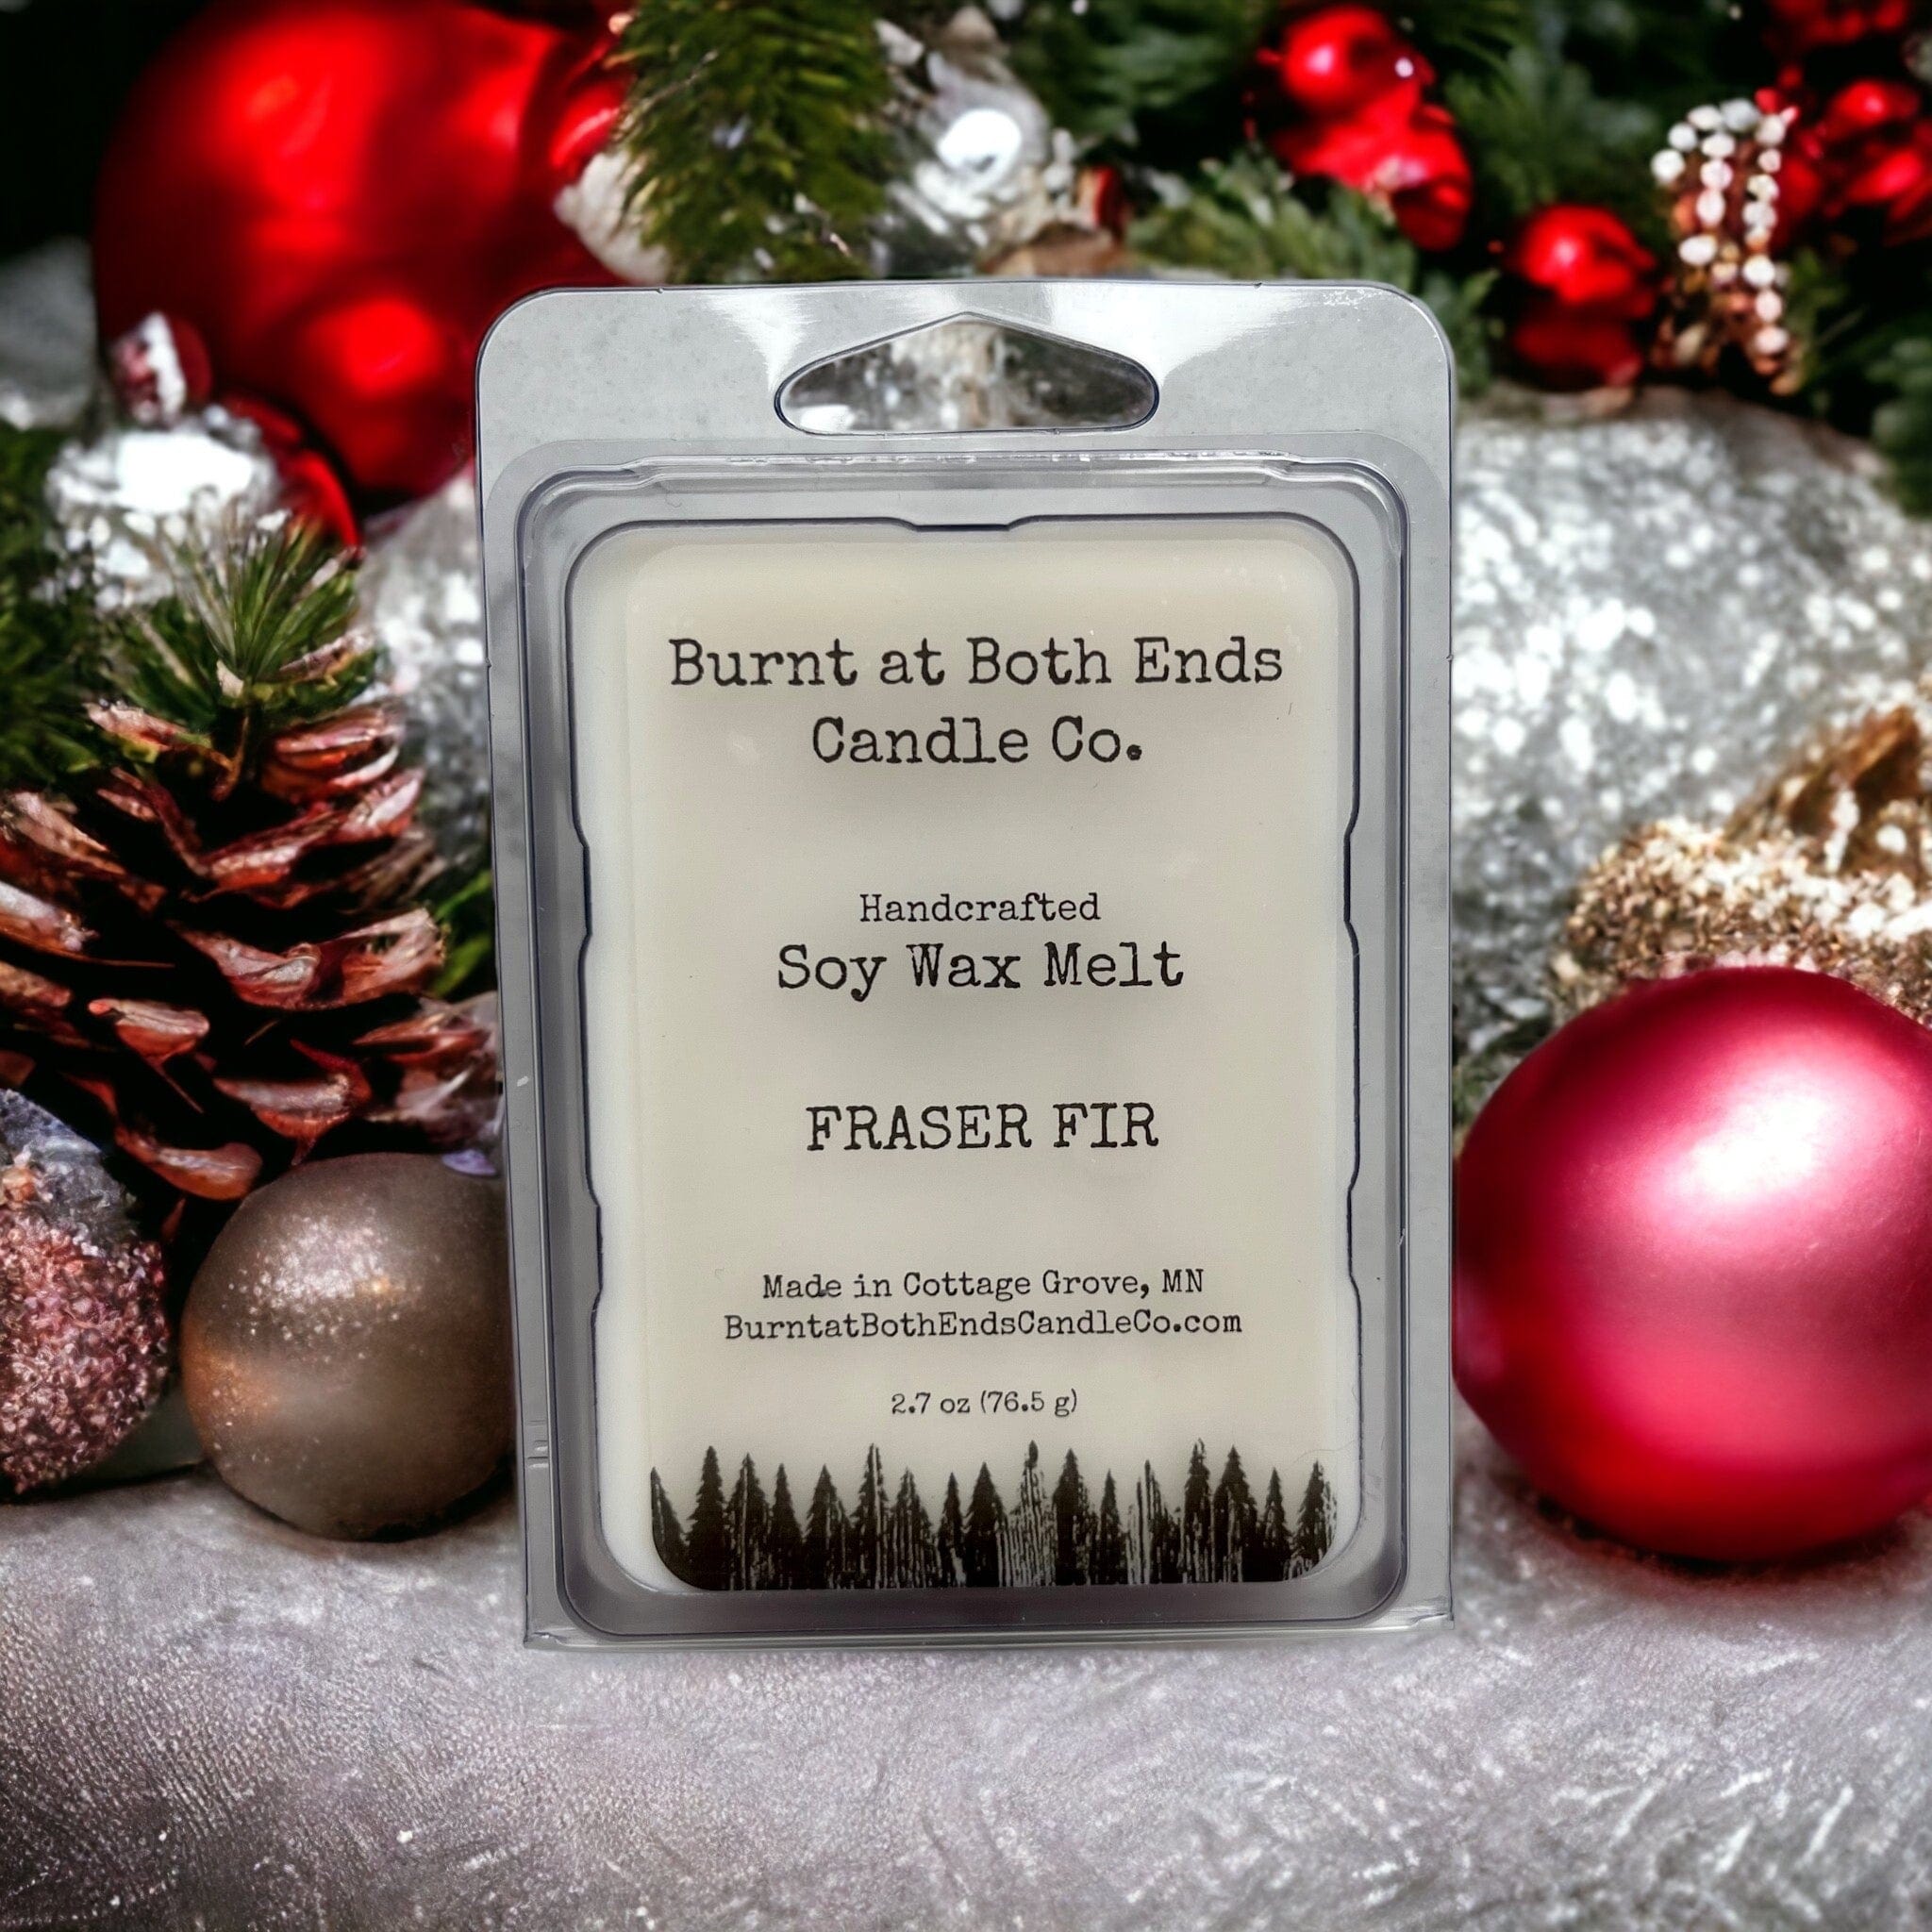 Burnt at Both Ends
Candle Co.
Handcrafted
Soy Wax Melt
FRASER FIR
Made in Cottage Grove, MN
BurntatBothEndsCandleCo.com
2.7 oz (76.5 g)